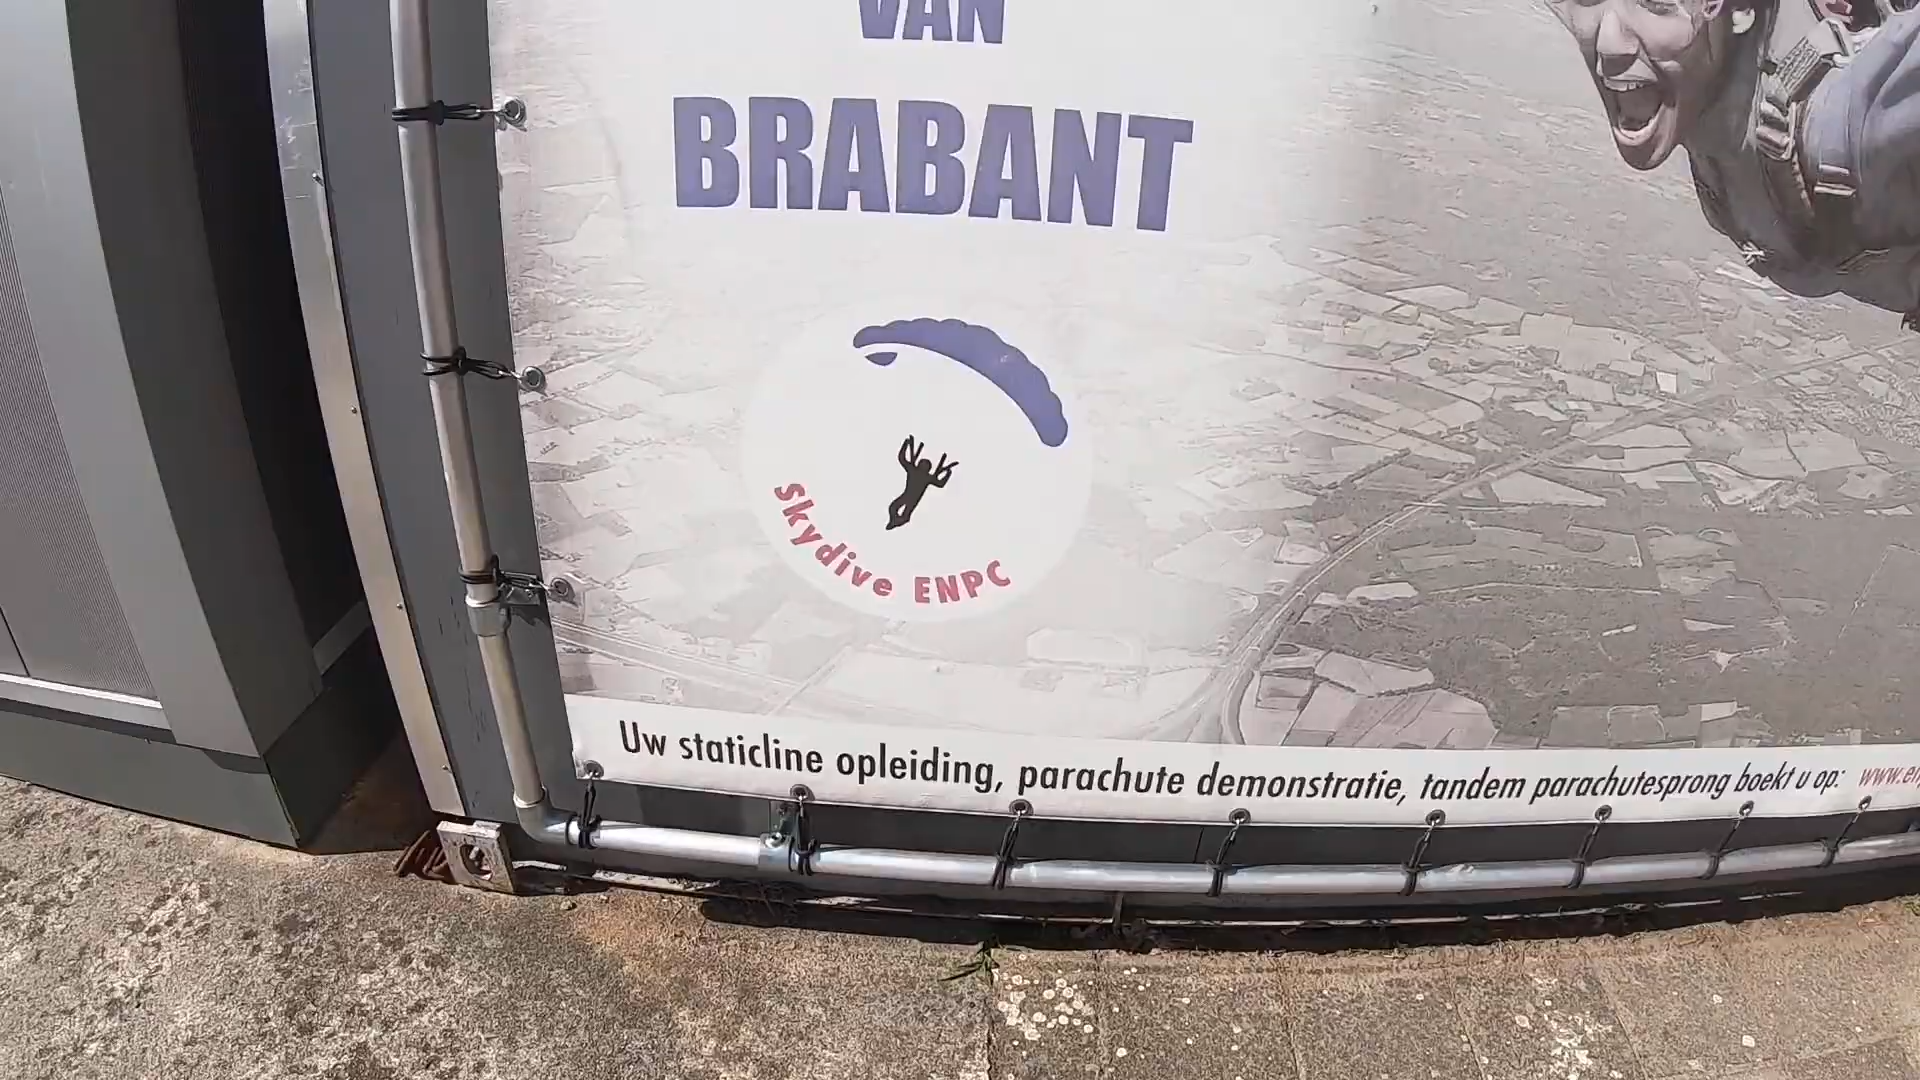 VAN
BRABANT
Skydive ENPC
Uw staticline opleiding, parachute demonstratie, tandem parachutesprong boekt u op: